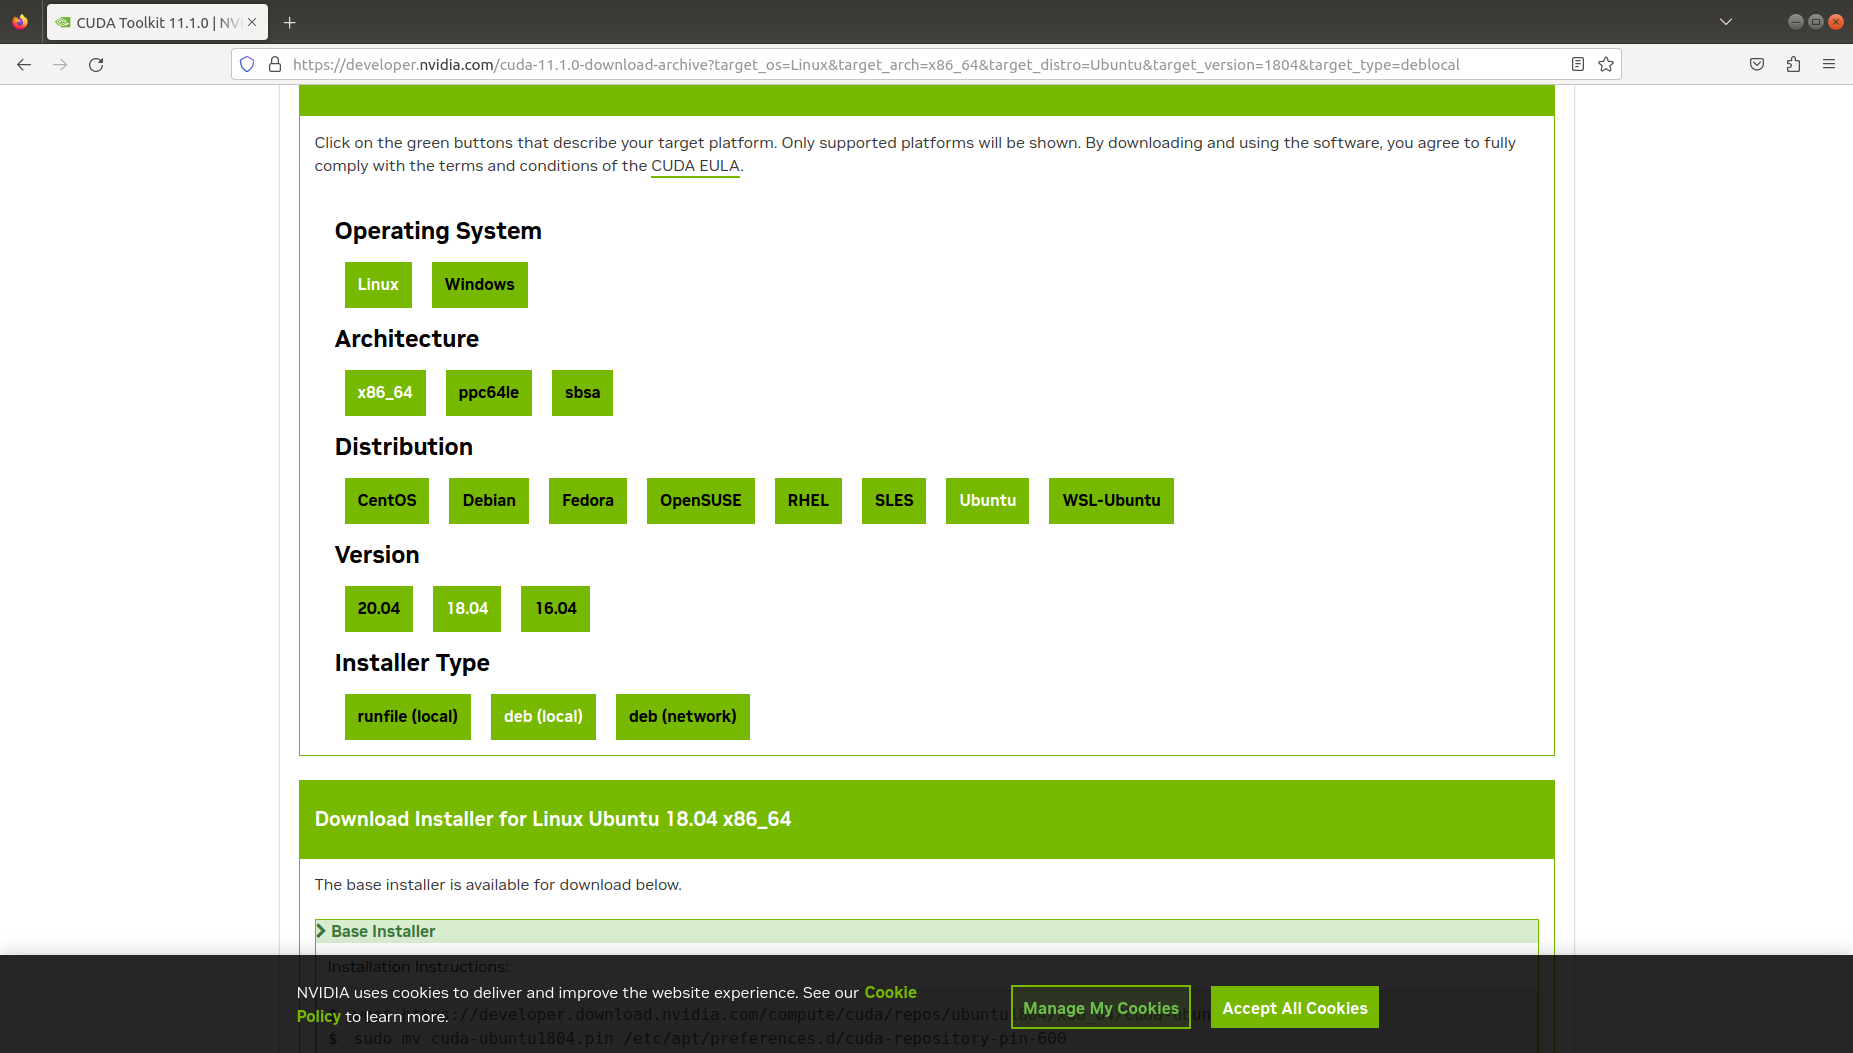 CUDA Toolkit 11.1.0 | NV
https://developer.nvidia.com/cuda-11.1.0-download-archive?target_os=Linux&target_arch=x86_64&target_distro=Ubuntu&target_version=1804&target_type=deblocal
Click on the green buttons that describe your target platform. Only supported platforms will be shown. By downloading and using the software, you agree to fully
comply with the terms and conditions of the CUDA EULA.
Operating System
Linux Windows
Architecture
x86_64 ppc64le sbsa
Distribution
CentOS Debian Fedora OpenSUSE RHEL SLES Ubuntu WSL-Ubuntu
Version
20.04 18.04 16.04
Installer Type
runfile (local) deb (local) deb (network)
Download Installer for Linux Ubuntu 18.04 x86_64
The base installer is available for download below.
Base Installer
Installation Instructions:
NVIDIA uses cookies to deliver and improve the website experience. See our Cookie
Policy to learn more.
Manage My Cookies Accept All Cookies
://developer.download.nvidia.com/compute/cuda/repos/ubuntu1804/
$ sudo mv cuda-ubuntu1804.pin /etc/apt/preferences.d/cuda-repository-pin-600